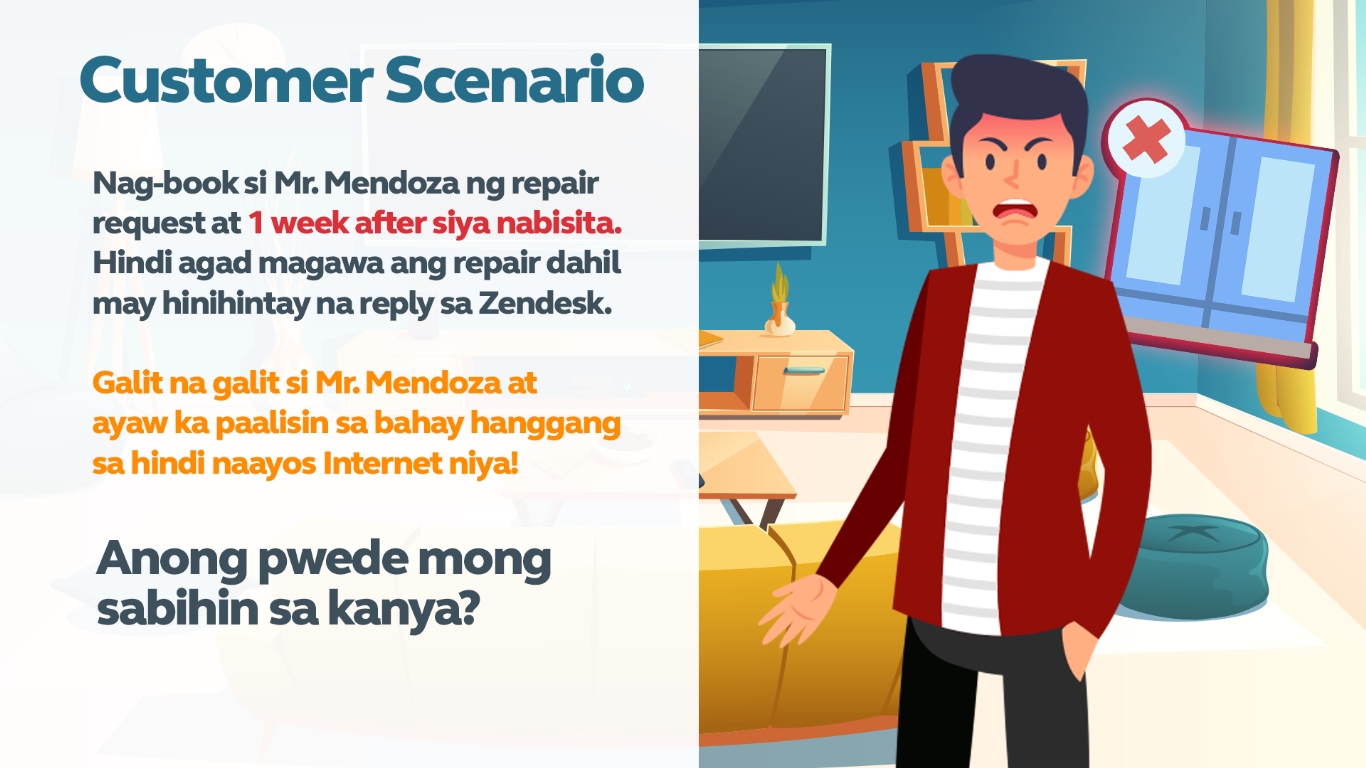 Customer Scenario
Nag-book si Mr. Mendoza ng repair
request at 1 week after siya nabisita.
Hindi agad magawa ang repair dahil
may hinihintay na reply sa Zendesk.
Galit na galit si Mr. Mendoza at
ayaw ka paalisin sa bahay hanggang
sa hindi naayos Internet niya!
Anong pwede mong
sabihin sa kanya?